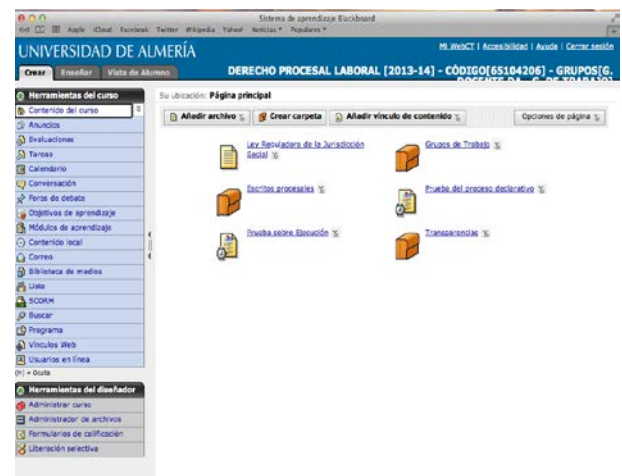 Sistema de aprendizaje Blackboard
Apple iCloud Facebook Twitter Wikipedia Yahoo! Noticias Populares
UNIVERSIDAD DE ALMERÍA
Mi WebCT | Accesibilidad | Ayuda | Cerrar sesión
Crear Enseñar Vista de Alumno
DERECHO PROCESAL LABORAL [2013-14] - CÓDIGO[65104206] - GRUPOS[G.
DOCENTE DA - G. DE TRABAJO]
Herramientas del curso
Su ubicación: Página principal
Contenido del curso
Añadir archivo Crear carpeta Añadir vínculo de contenido Opciones de página
Anuncios
Evaluaciones
Tareas
Calendario
Conversación
Foros de debate
Objetivos de aprendizaje
Módulos de aprendizaje
Contenido local
Correo
Biblioteca de medios
Lista
SCORM
Buscar
Programa
Vínculos Web
Usuarios en línea
[H] = Oculta
Ley Reguladora de la Jurisdicción
Social
Grupos de Trabajo
Escritos procesales
Prueba del proceso declarativo
Prueba sobre Ejecución
Transparencias
Herramientas del diseñador
Administrar curso
Administrador de archivos
Formularios de calificación
Liberación selectiva